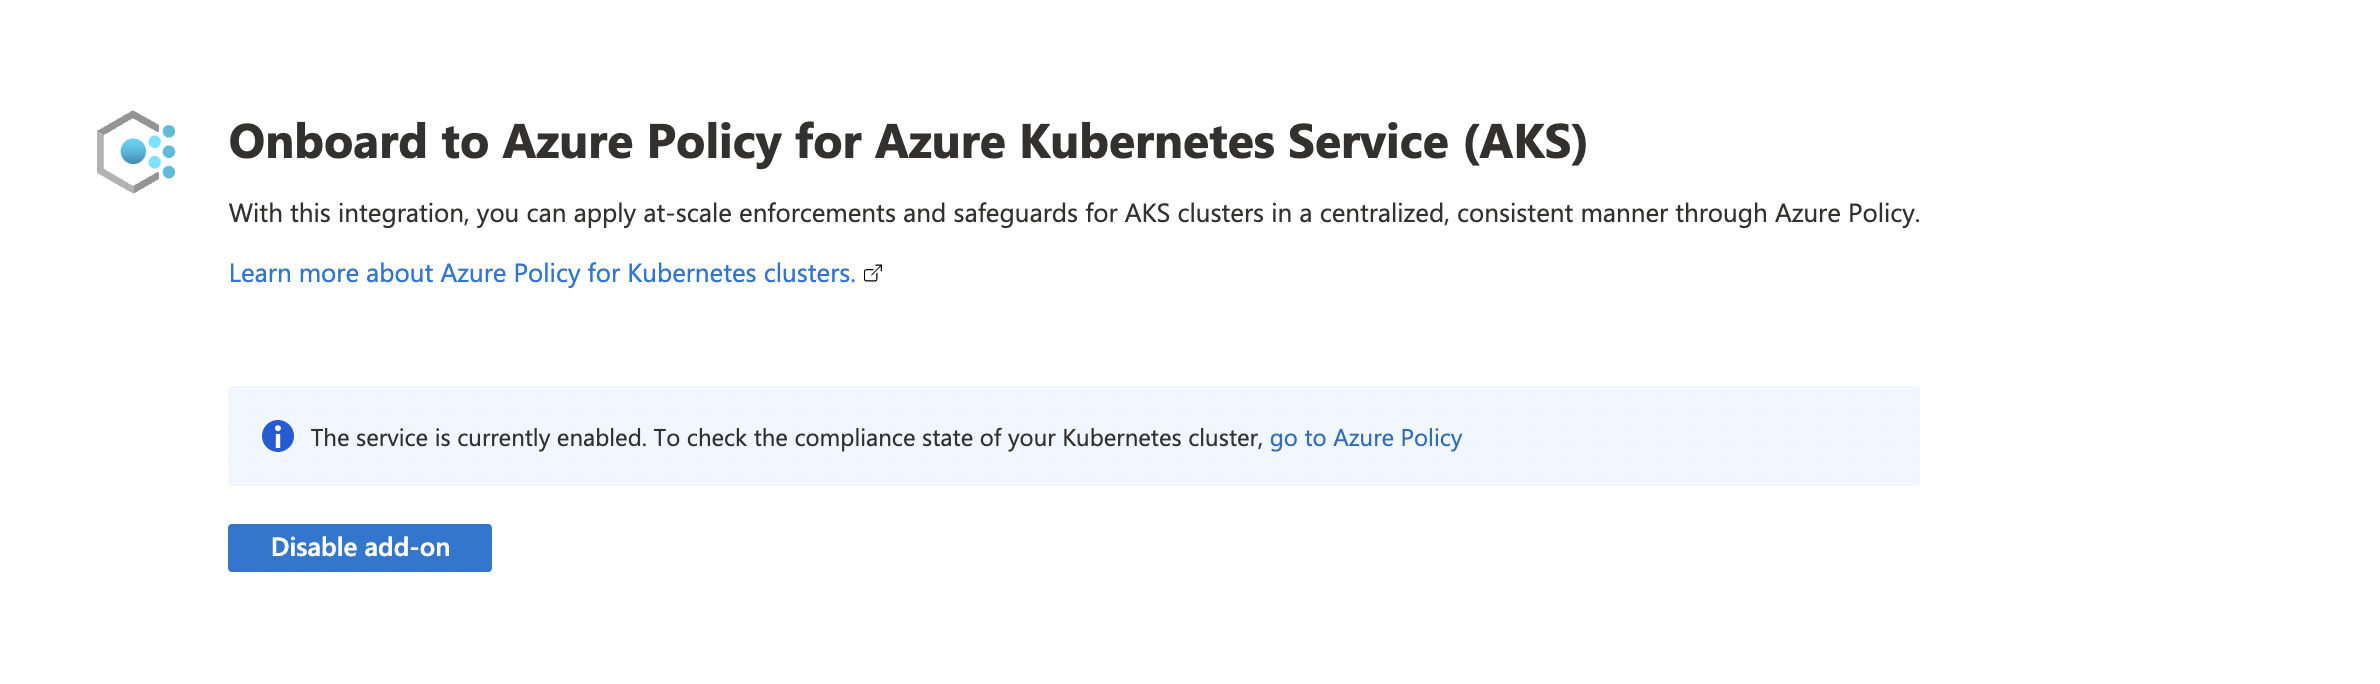 Onboard to Azure Policy for Azure Kubernetes Service (AKS)
With this integration, you can apply at-scale enforcements and safeguards for AKS clusters in a centralized, consistent manner through Azure Policy.
Learn more about Azure Policy for Kubernetes clusters.
The service is currently enabled. To check the compliance state of your Kubernetes cluster, go to Azure Policy
Disable add-on